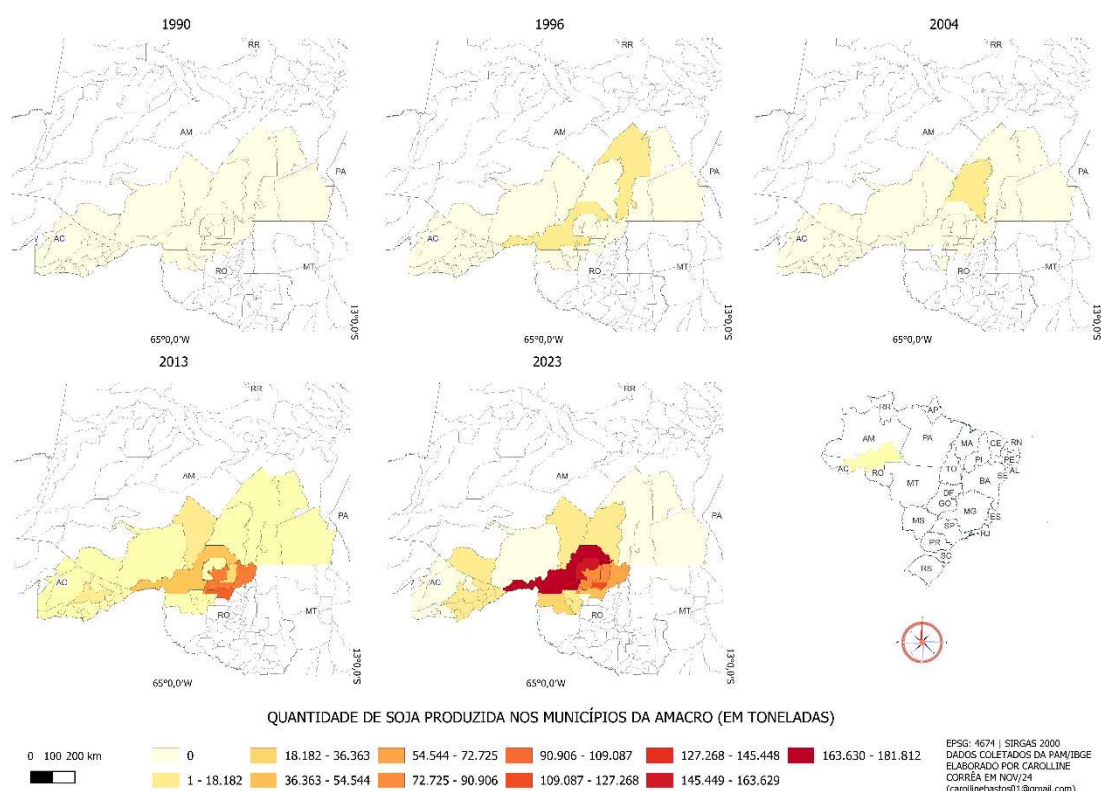 1990
1996
2004
RR
RR
RR
AM
AM
AM
PA
PA
PA
AC
AC
AC
RO
RO
RO
MT
MT
MT
13°0,0'S
13°0,0'S
13°0,0'S
65°0,0'W
65°0,0'W
65°0,0'W
2013
2023
RR
RR
AM
AM
PA
PA
AC
AC
RO
RO
MT
MT
13°0,0'S
13°0,0'S
65°0,0'W
65°0,0'W
RR
AP
AM
PA
MA
CE
RN
PI
PE
AL
SE
AC
RO
TO
BA
MT
DF
GO
MG
ES
MS
SP
RJ
PR
SC
RS
QUANTIDADE DE SOJA PRODUZIDA NOS MUNICÍPIOS DA AMACRO (EM TONELADAS)
0 100 200 km
0
18.182 - 36.363
54.544 - 72.725
90.906 - 109.087
127.268 - 145.448
163.630 - 181.812
1 - 18.182
36.363 - 54.544
72.725 - 90.906
109.087 - 127.268
145.449 - 163.629
EPSG: 4674 | SIRGAS 2000
DADOS COLETADOS DA PAM/IBGE
ELABORADO POR CAROLLINE
CORRÊA EM NOV/24
(carollinebastos01@gmail.com)